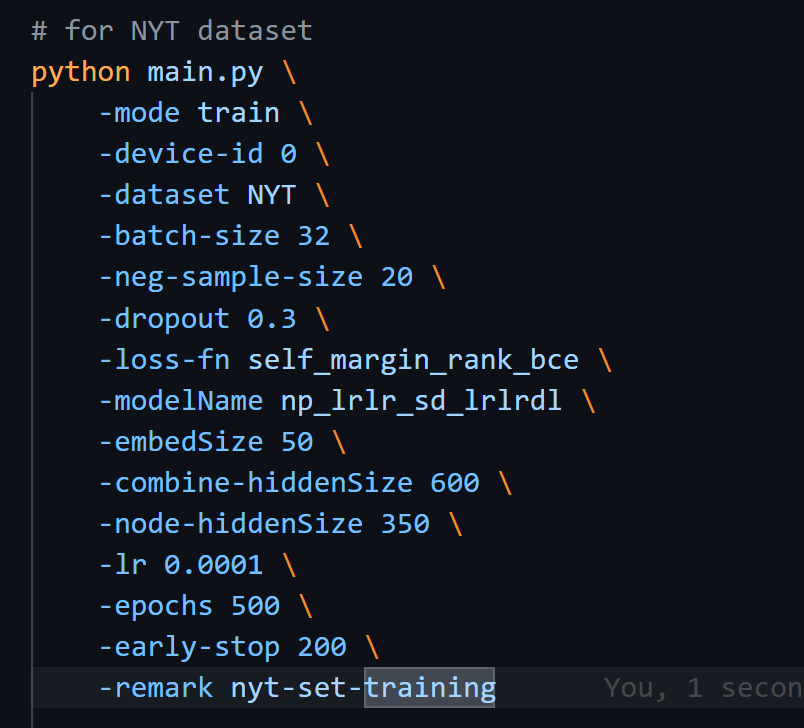 # for NYT dataset
python main.py \
-mode train \
-device-id 0 \
-dataset NYT \
-batch-size 32 \
-neg-sample-size 20 \
-dropout 0.3 \
-loss-fn self_margin_rank_bce \
-modelName np_lrlr_sd_lrlrdl \
-embedSize 50 \
-combine-hiddenSize 600 \
-node-hiddenSize 350 \
-lr 0.0001 \
-epochs 500 \
-early-stop 200 \
-remark nyt-set-training You, 1 secon